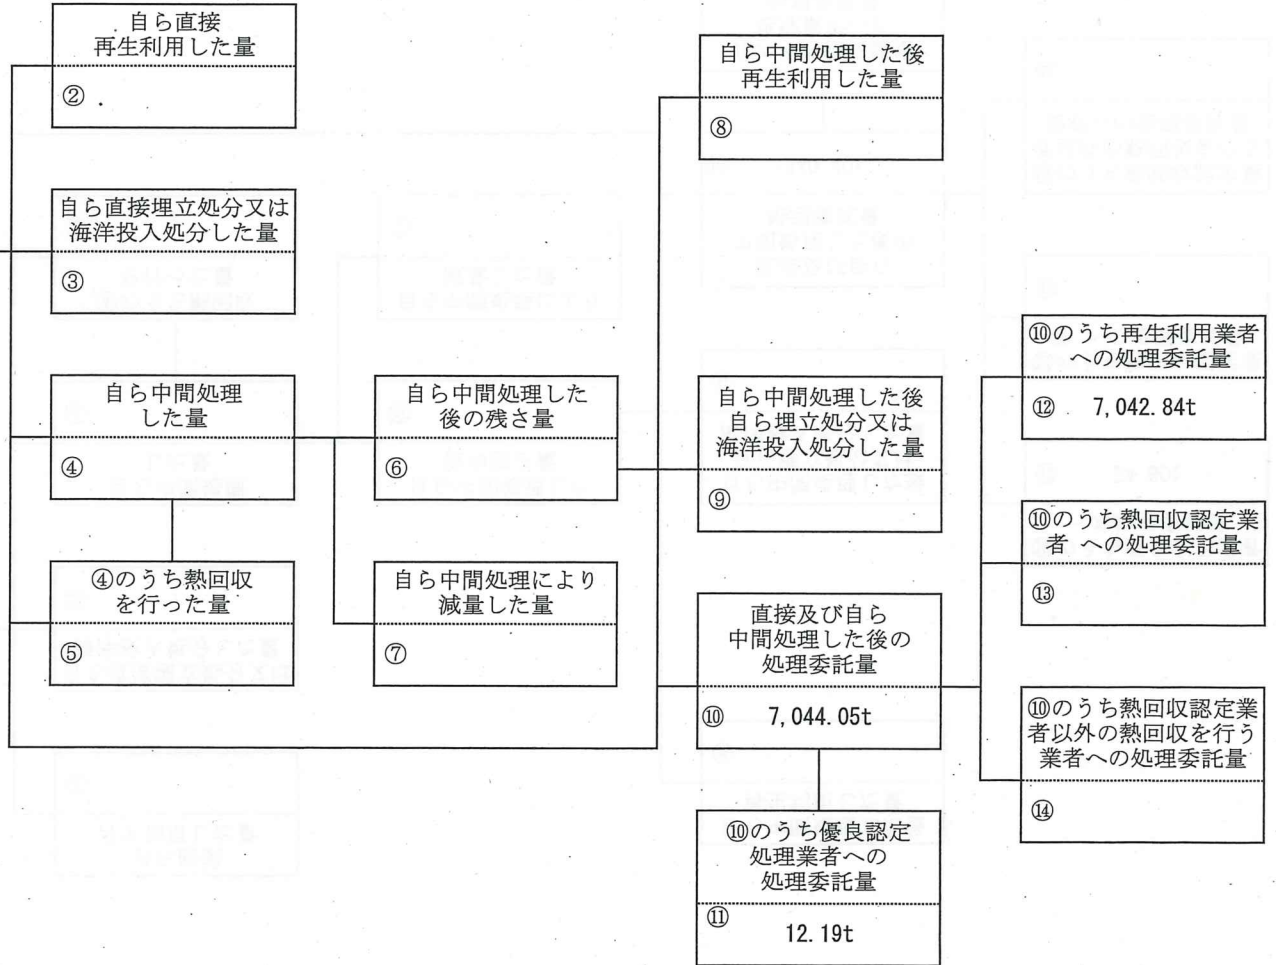 自ら直接
再生利用した量
②
自ら直接埋立処分又は
海洋投入処分した量
③
自ら中間処理
した量
④
④のうち熱回収
を行った量
⑤
自ら中間処理した
後の残さ量
⑥
自ら中間処理により
減量した量
⑦
自ら中間処理した後
再生利用した量
⑧
自ら中間処理した後
自ら埋立処分又は
海洋投入処分した量
⑨
直接及び自ら
中間処理した後の
処理委託量
⑩ 7,044.05t
⑩のうち優良認定
処理業者への
処理委託量
⑪ 12.19t
⑩のうち再生利用業者
への処理委託量
⑫ 7,042.84t
⑩のうち熱回収認定業
者 への処理委託量
⑬
⑩のうち熱回収認定業
者以外の熱回収を行う
業者への処理委託量
⑭